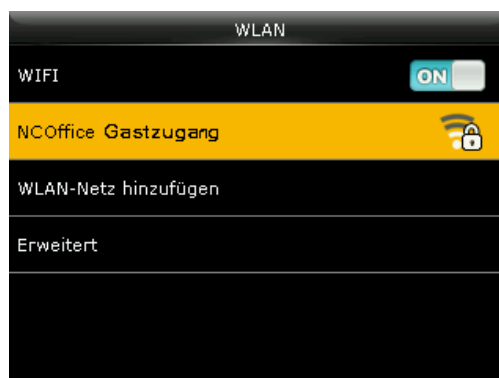 WLAN
WIFI ON
NCOffice Gastzugang
WLAN-Netz hinzufügen
Erweitert